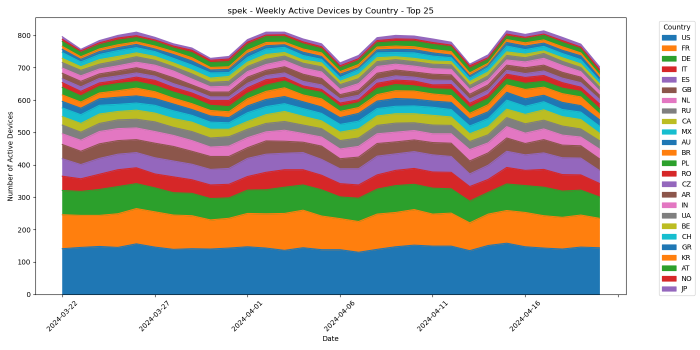 spek - Weekly Active Devices by Country - Top 25
Number of Active Devices
800
700
600
500
400
300
200
100
0
2024-03-22
2024-03-27
2024-04-01
2024-04-06
2024-04-11
2024-04-16
Date
Country
US
FR
DE
IT
ES
GB
NL
RU
CA
MX
AU
BR
PL
RO
CZ
AR
IN
UA
BE
CH
GR
KR
AT
NO
JP